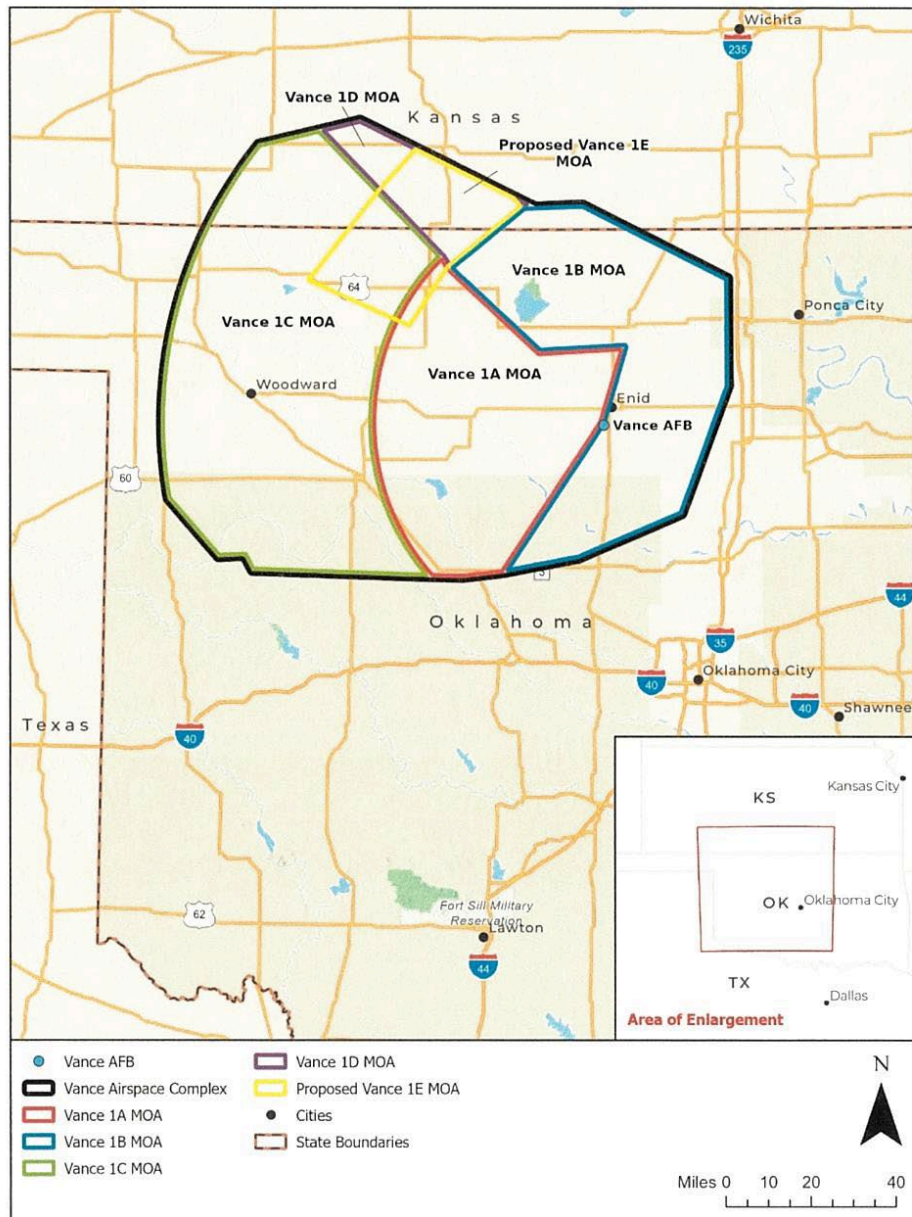 Wichita
235
Vance 1D MOA
Kansas
Proposed Vance 1E
MOA
Vance 1B MOA
64
Ponca City
Vance 1C MOA
Vance 1A MOA
Woodward
Enid
Vance AFB
60
3
Oklahoma
44
35
Oklahoma City
40
40
Shawnee
Texas
40
Kansas City
KS
OK
Oklahoma City
TX
Dallas
Area of Enlargement
62
Fort Sill Military
Reservation
Lawton
44
Vance AFB
Vance Airspace Complex
Vance 1A MOA
Vance 1B MOA
Vance 1C MOA
Vance 1D MOA
Proposed Vance 1E MOA
Cities
State Boundaries
N
Miles 0 10 20 40